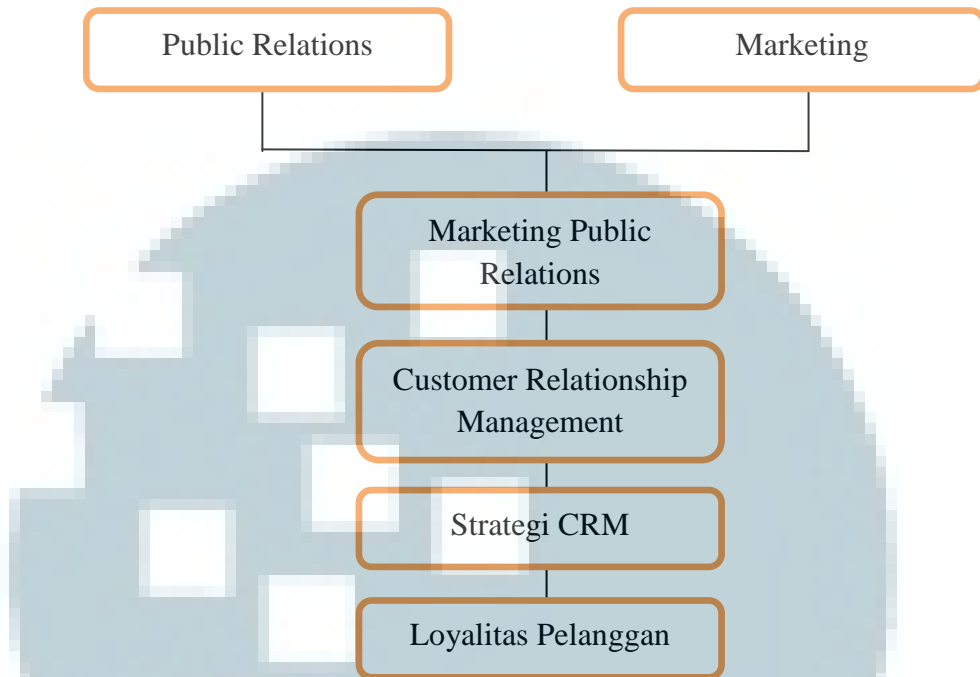 Public Relations
Marketing
Marketing Public
Relations
Customer Relationship
Management
Strategi CRM
Loyalitas Pelanggan